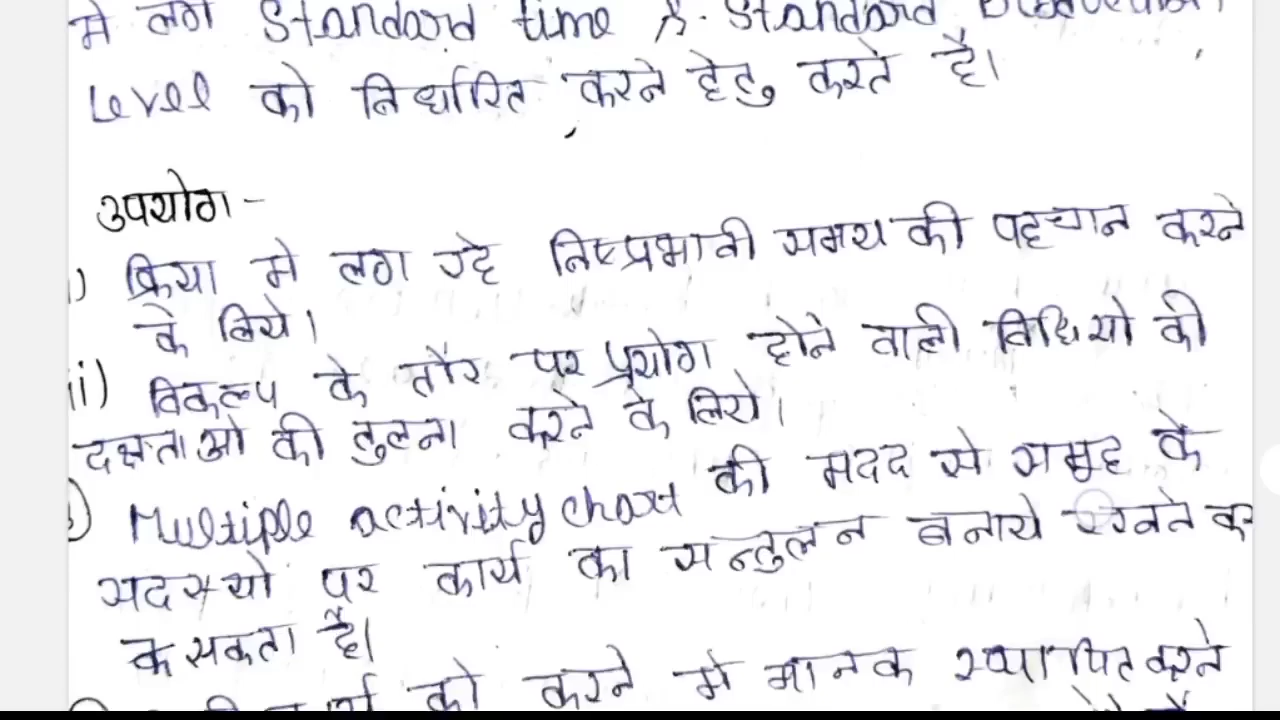 मे लगा Standard time & Standard
Level को निर्धारित करने हेतु करते है।
उपयोग -
i) क्रिया मे लग रहे निष्प्रभावी समय की पहचान करने
के लिये।
ii) विकल्प के तौर पर प्रयोग होने वाली विधियो की
दक्षताओ की तुलना करने के लिये।
) Multiple activity chart की मदद से समूह के
सदस्यो पर कार्य का सन्तुलन बनाये रखने
क सकता है।
को करने मे मानक स्थापित करने